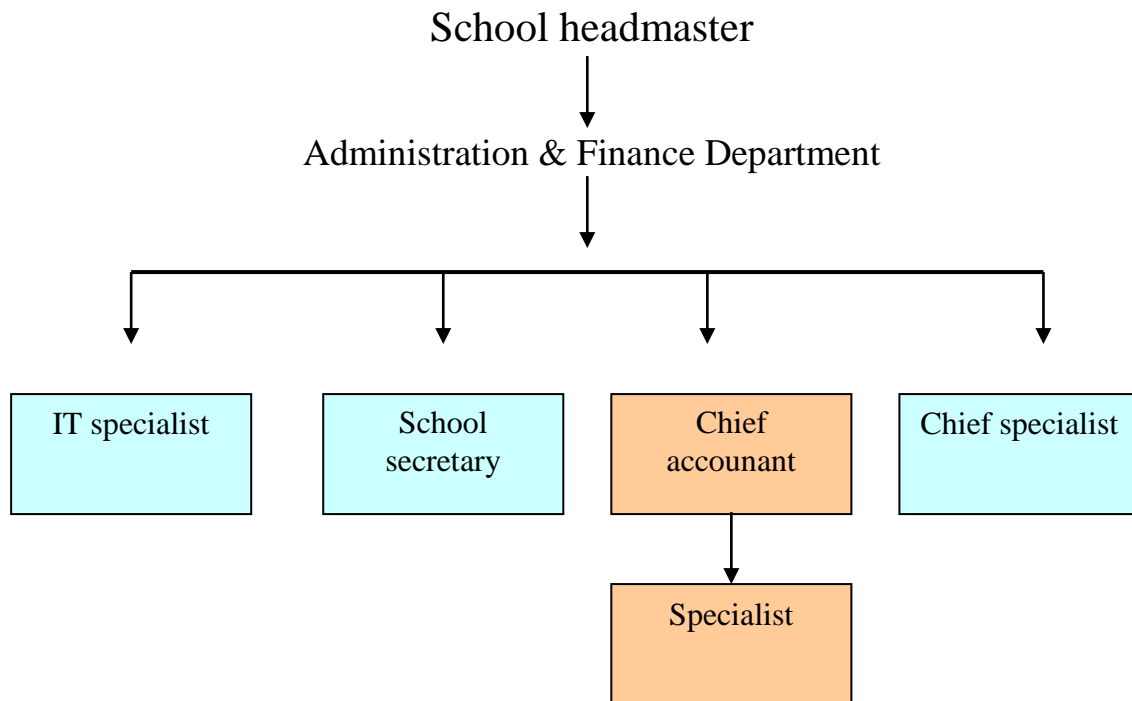 School headmaster
Administration & Finance Department
IT specialist
School
secretary
Chief
accounant
Chief specialist
Specialist